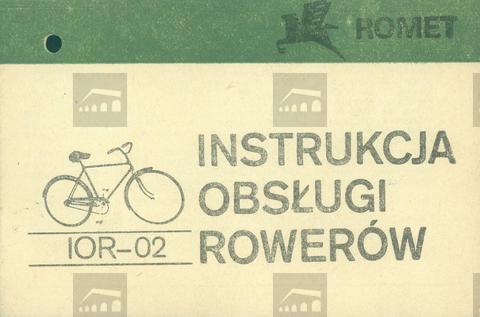 ROMET
INSTRUKCJA
OBSŁUGI
ROWERÓW
IOR-02